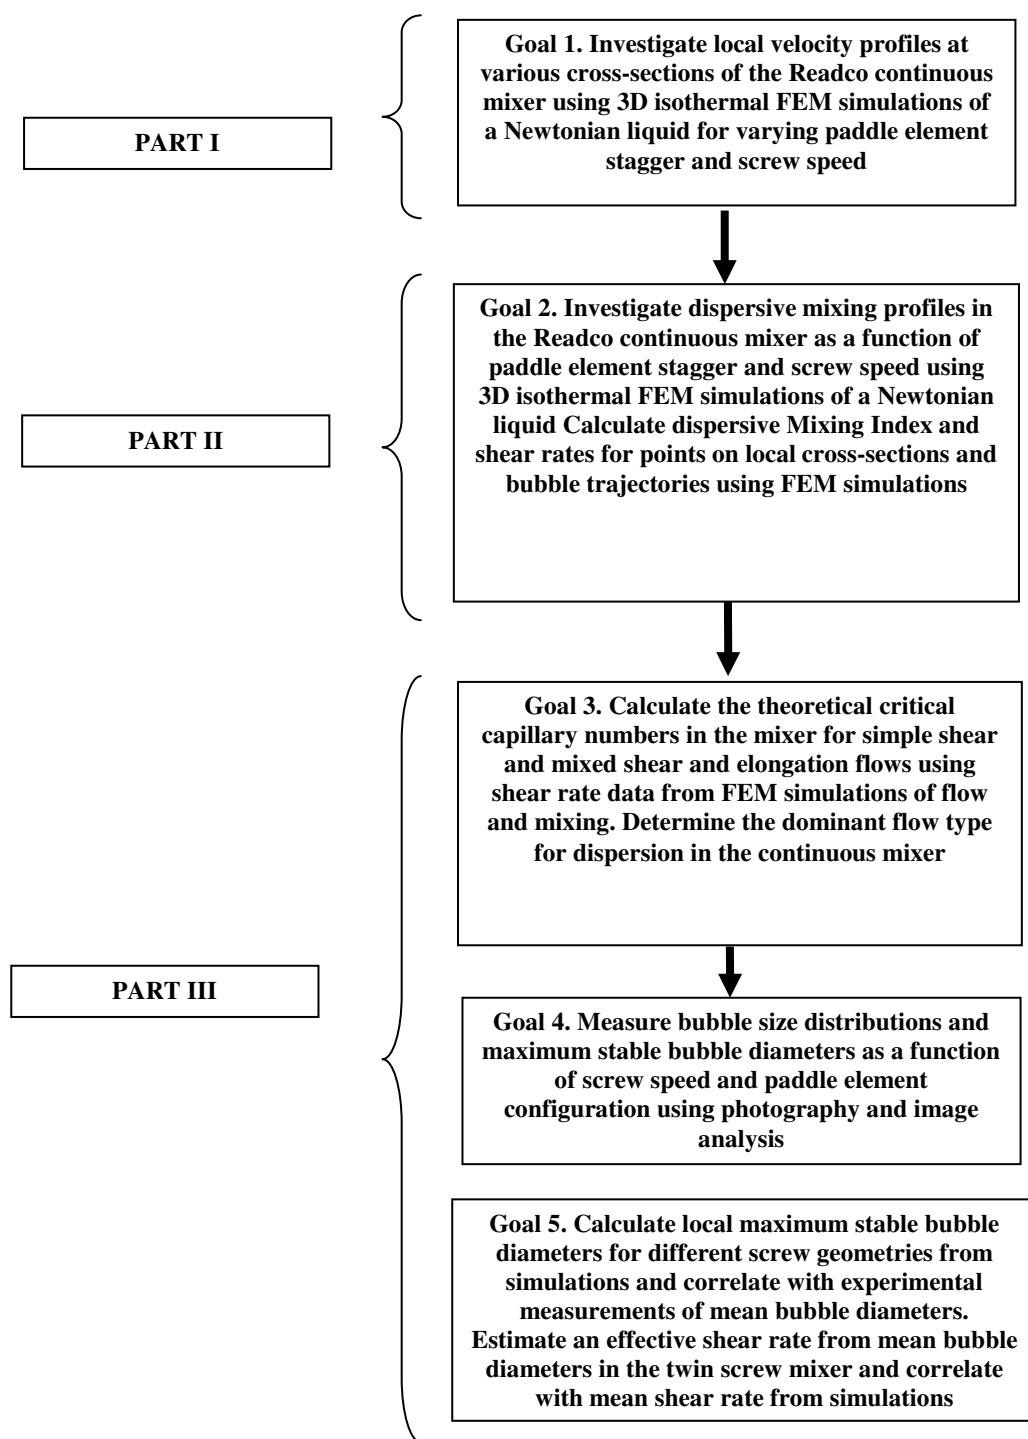 PART I
Goal 1. Investigate local velocity profiles at
various cross-sections of the Readco continuous
mixer using 3D isothermal FEM simulations of
a Newtonian liquid for varying paddle element
stagger and screw speed
PART II
Goal 2. Investigate dispersive mixing profiles in
the Readco continuous mixer as a function of
paddle element stagger and screw speed using
3D isothermal FEM simulations of a Newtonian
liquid Calculate dispersive Mixing Index and
shear rates for points on local cross-sections and
bubble trajectories using FEM simulations
PART III
Goal 3. Calculate the theoretical critical
capillary numbers in the mixer for simple shear
and mixed shear and elongation flows using
shear rate data from FEM simulations of flow
and mixing. Determine the dominant flow type
for dispersion in the continuous mixer
Goal 4. Measure bubble size distributions and
maximum stable bubble diameters as a function
of screw speed and paddle element
configuration using photography and image
analysis
Goal 5. Calculate local maximum stable bubble
diameters for different screw geometries from
simulations and correlate with experimental
measurements of mean bubble diameters.
Estimate an effective shear rate from mean bubble
diameters in the twin screw mixer and correlate
with mean shear rate from simulations